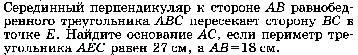 Серединный перпендикуляр к стороне AB равнобед-
ренного треугольника ABC пересекает сторону BC в
точке E. Найдите основание AC, если периметр тре-
угольника AEC равен 27 см, а AB=18 см.